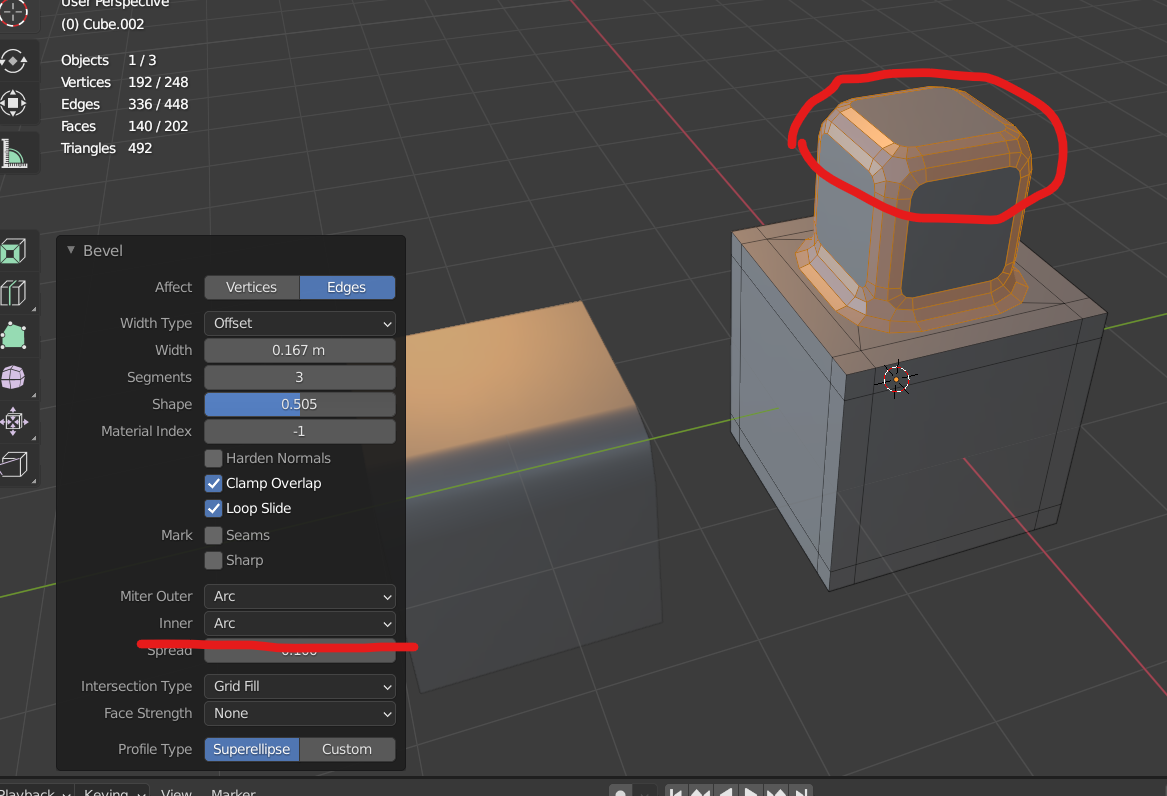 User Perspective
(0) Cube.002
Objects 1 / 3
Vertices 192 / 248
Edges 336 / 448
Faces 140 / 202
Triangles 492
Bevel
Affect Vertices Edges
Width Type Offset
Width 0.167 m
Segments 3
Shape 0.505
Material Index -1
Harden Normals
Clamp Overlap
Loop Slide
Mark Seams
Sharp
Miter Outer Arc
Inner Arc
Spread
Intersection Type Grid Fill
Face Strength None
Profile Type Superellipse Custom
Playback Keying View Marker